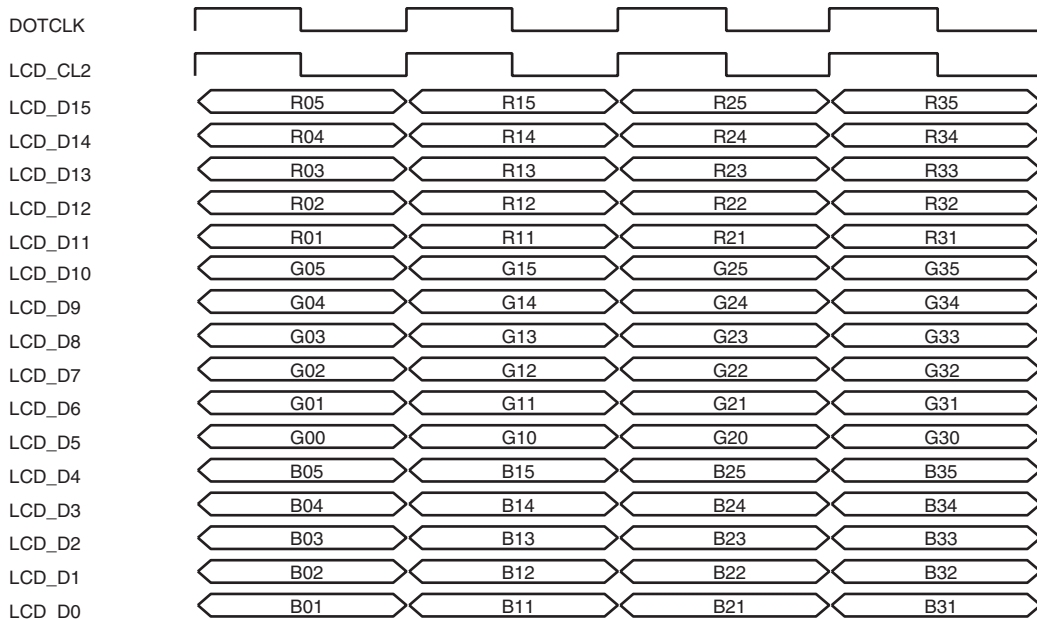 DOTCLK
LCD_CL2
LCD_D15 R05 R15 R25 R35
LCD_D14 R04 R14 R24 R34
LCD_D13 R03 R13 R23 R33
LCD_D12 R02 R12 R22 R32
LCD_D11 R01 R11 R21 R31
LCD_D10 G05 G15 G25 G35
LCD_D9 G04 G14 G24 G34
LCD_D8 G03 G13 G23 G33
LCD_D7 G02 G12 G22 G32
LCD_D6 G01 G11 G21 G31
LCD_D5 G00 G10 G20 G30
LCD_D4 B05 B15 B25 B35
LCD_D3 B04 B14 B24 B34
LCD_D2 B03 B13 B23 B33
LCD_D1 B02 B12 B22 B32
LCD_D0 B01 B11 B21 B31